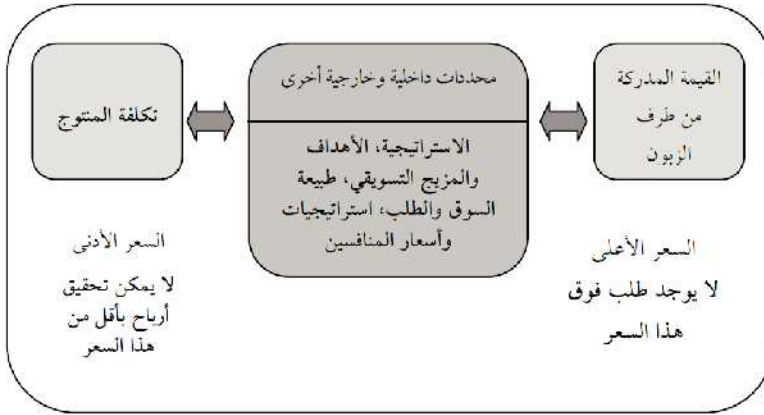 القيمة المدركة
من طرف
الزبون
محددات داخلية وخارجية أخرى
الاستراتيجية، الأهداف
والمزيج التسويقي، طبيعة
السوق والطلب، استراتيجيات
وأسعار المنافسين
تكلفة المنتوج
السعر الأعلى
لا يوجد طلب فوق
هذا السعر
السعر الأدنى
لا يمكن تحقيق
أرباح بأقل من
هذا السعر